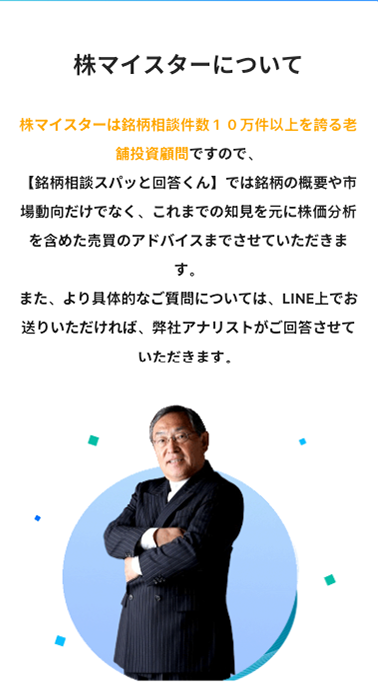 株マイスターについて
株マイスターは銘柄相談件数１０万件以上を誇る老
舗投資顧問ですので、
【銘柄相談スパッと回答くん】では銘柄の概要や市
場動向だけでなく、これまでの知見を元に株価分析
を含めた売買のアドバイスまでさせていただきま
す。
また、より具体的なご質問については、LINE上でお
送りいただければ、弊社アナリストがご回答させて
いただきます。